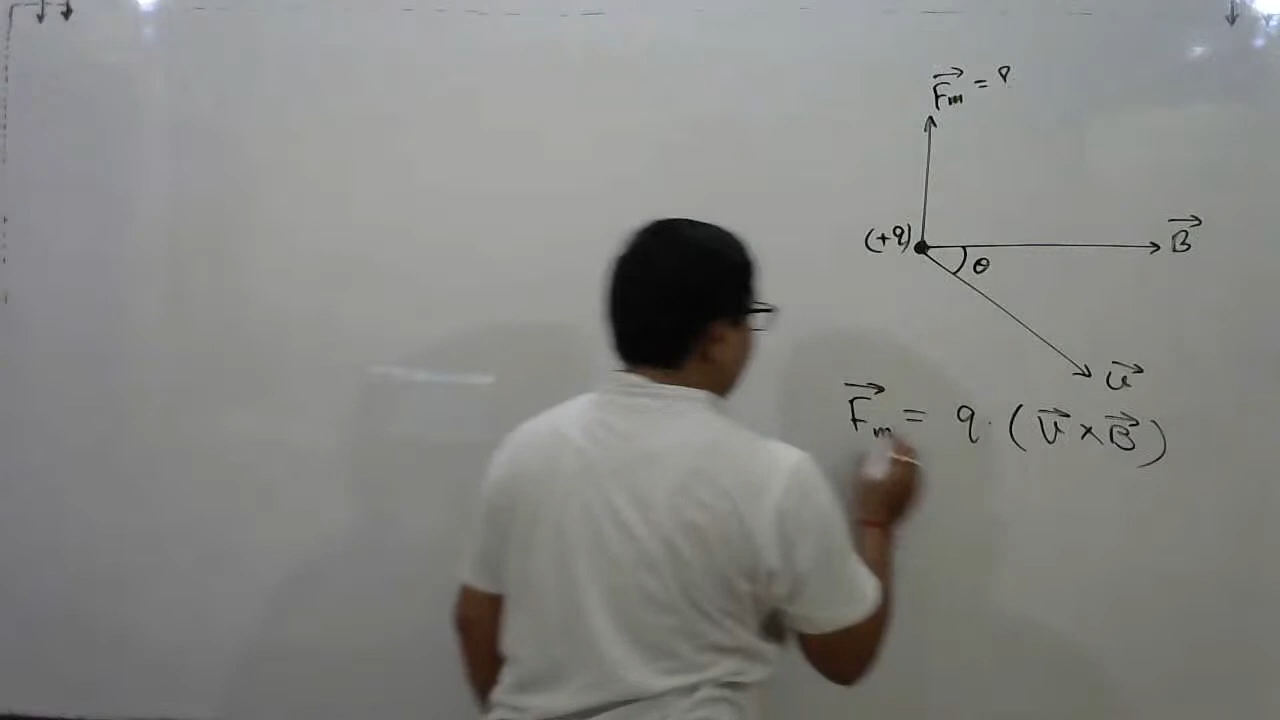 F⃗m = ?
(+q)
B⃗
θ
v⃗
F⃗m = q · (v⃗ × B⃗)